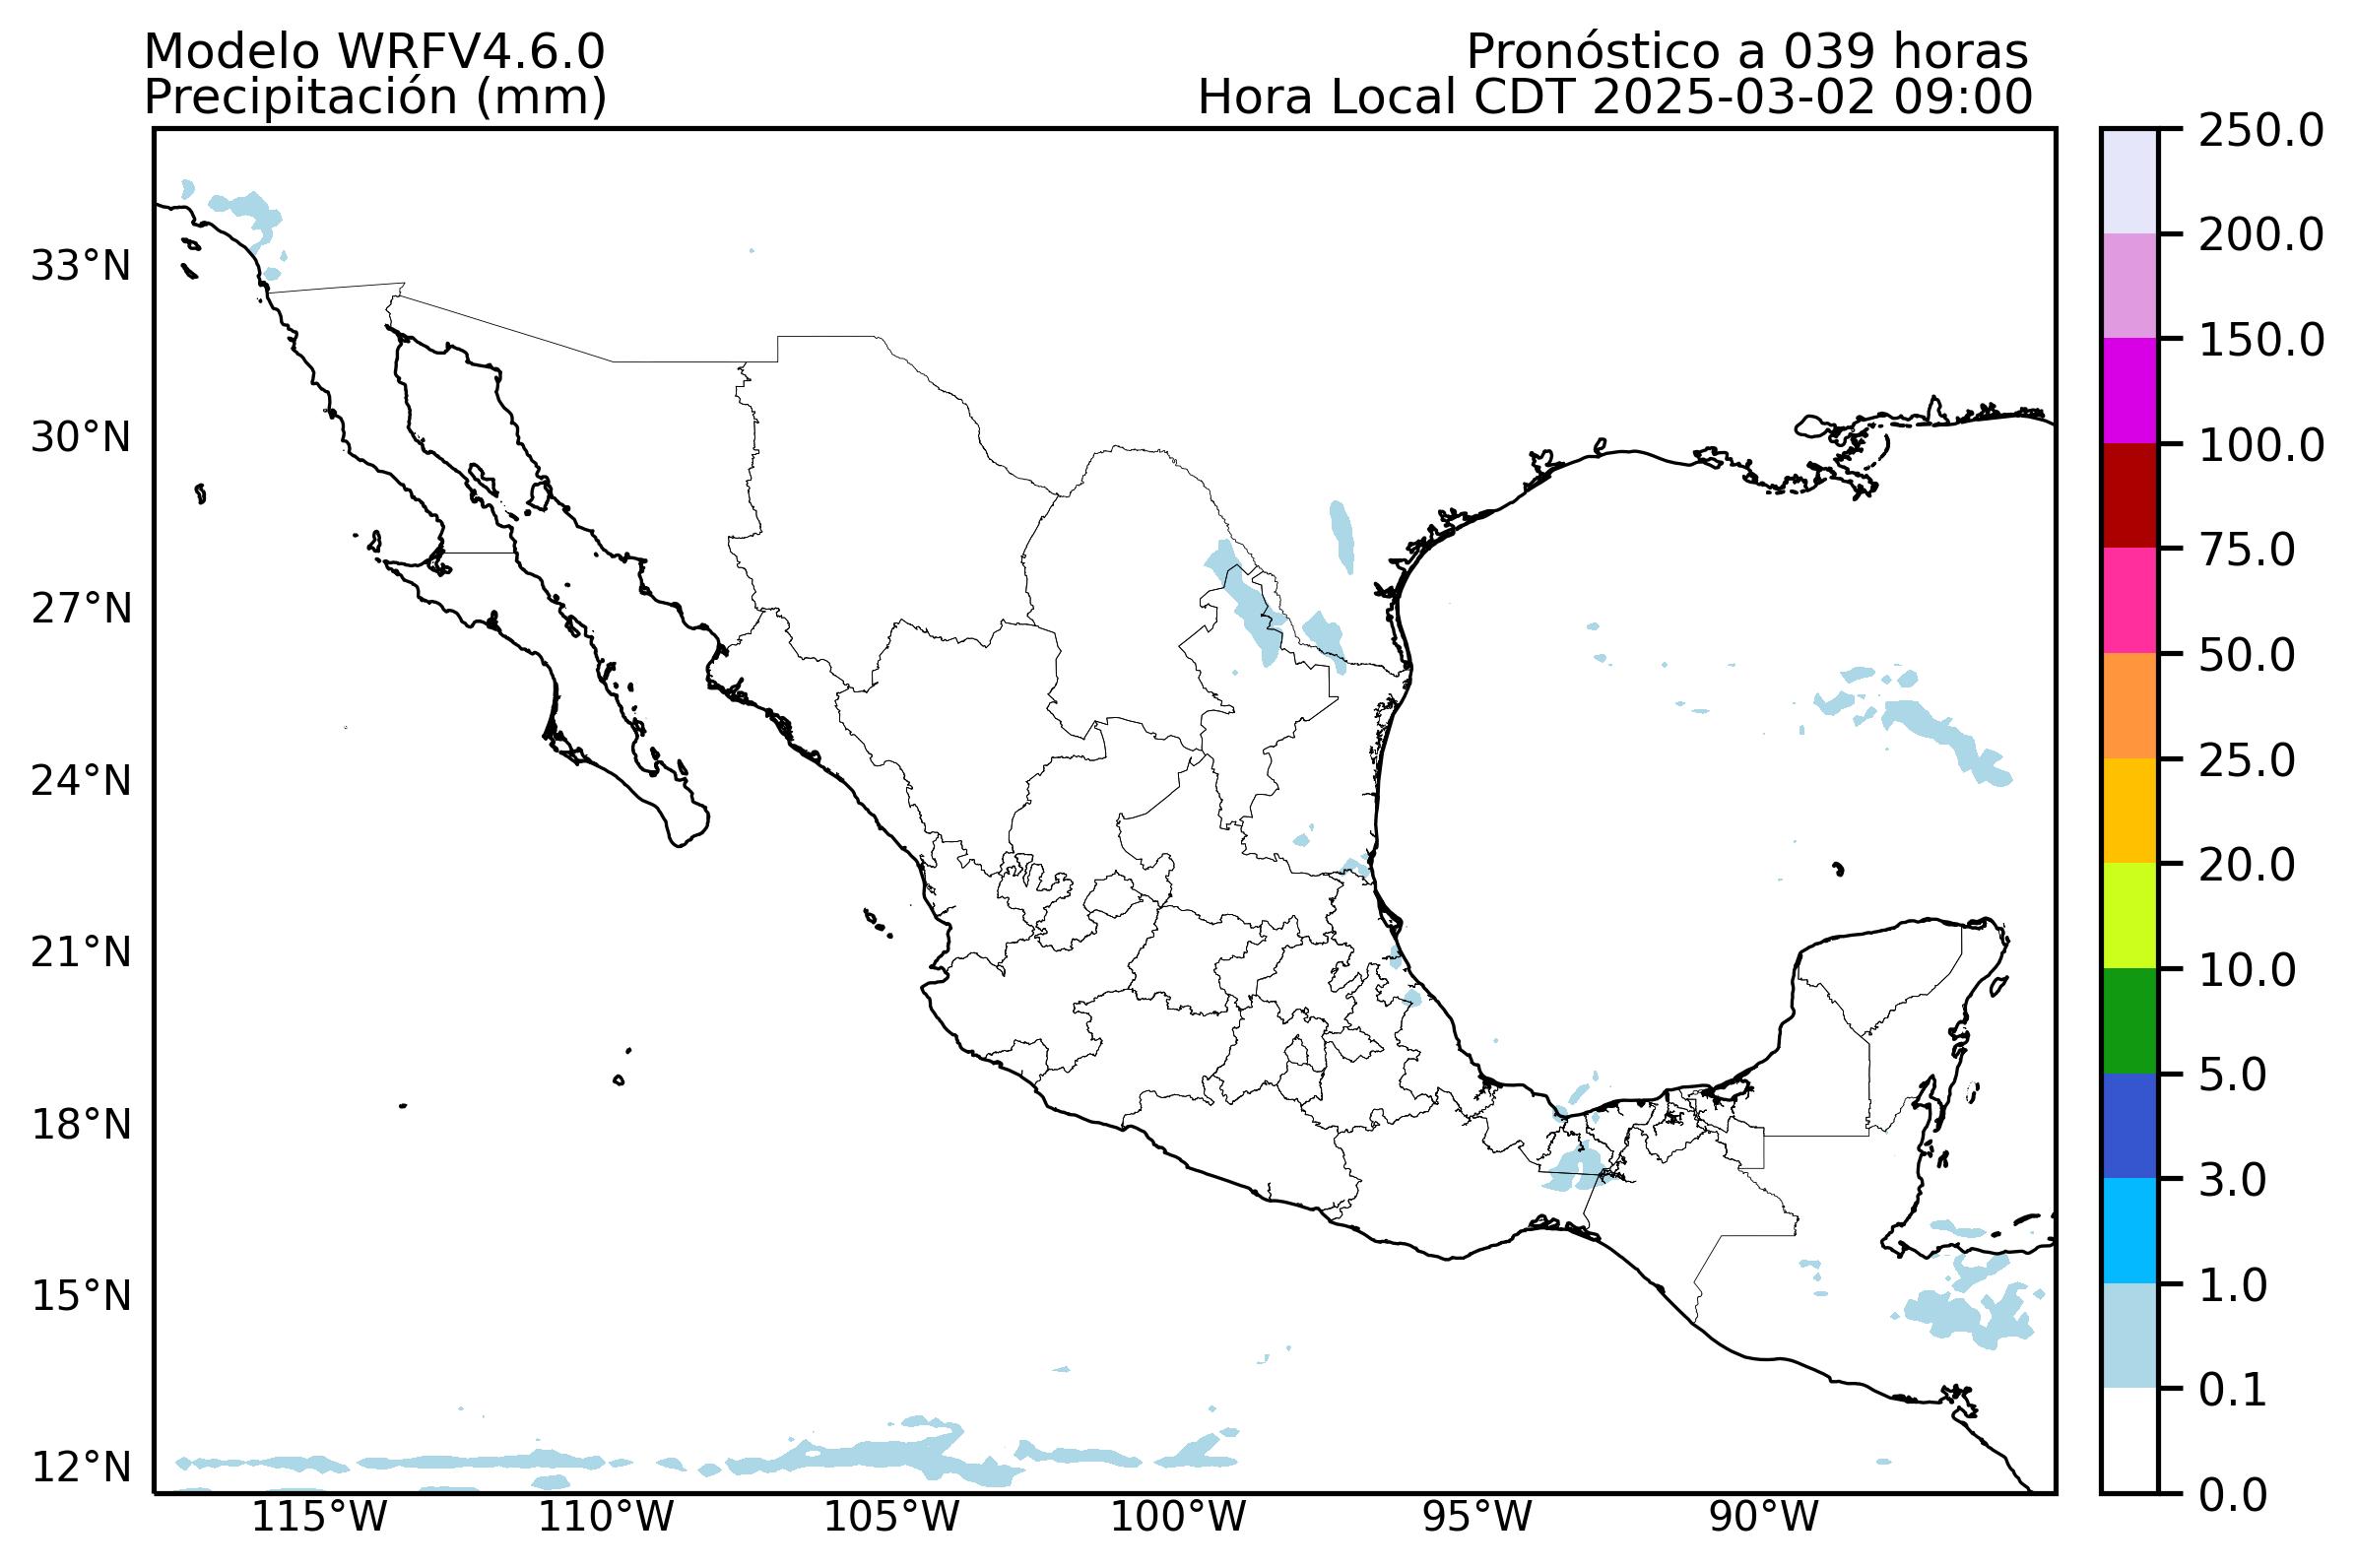 Modelo WRFV4.6.0
Pronóstico a 039 horas
Precipitación (mm)
Hora Local CDT 2025-03-02 09:00
33°N
30°N
27°N
24°N
21°N
18°N
15°N
12°N
115°W
110°W
105°W
100°W
95°W
90°W
250.0
200.0
150.0
100.0
75.0
50.0
25.0
20.0
10.0
5.0
3.0
1.0
0.1
0.0